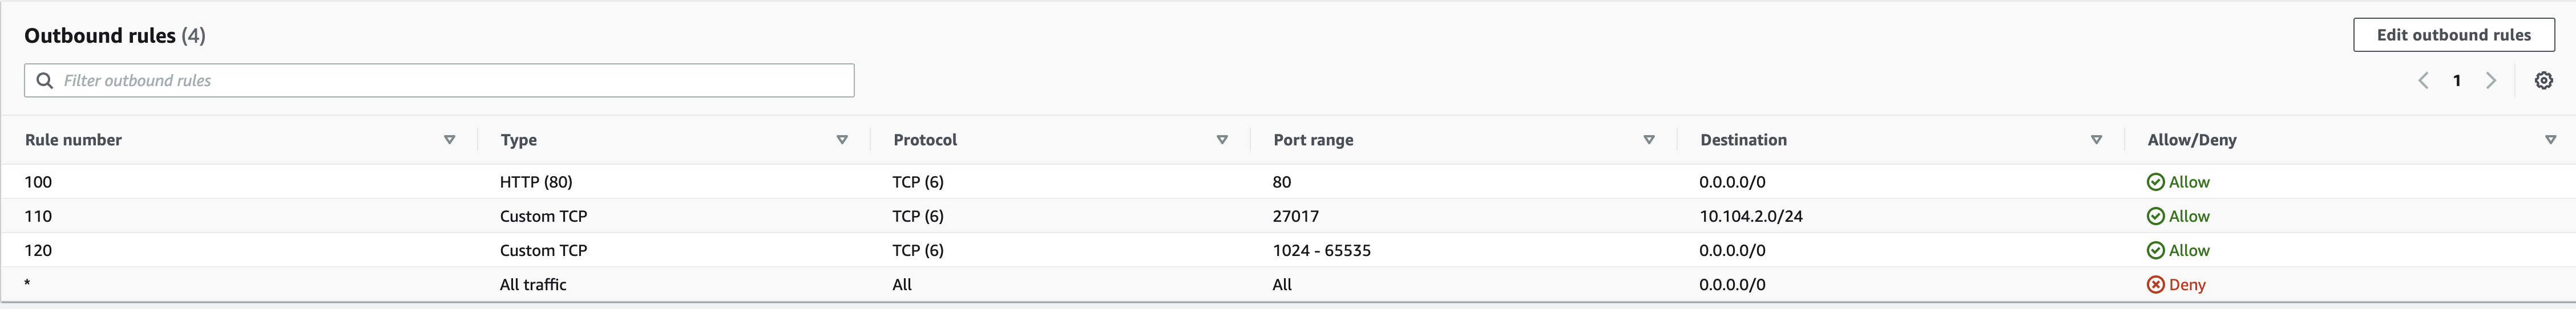 Outbound rules (4)
Edit outbound rules
Filter outbound rules
1
Rule number Type Protocol Port range Destination Allow/Deny
100 HTTP (80) TCP (6) 80 0.0.0.0/0 Allow
110 Custom TCP TCP (6) 27017 10.104.2.0/24 Allow
120 Custom TCP TCP (6) 1024 - 65535 0.0.0.0/0 Allow
* All traffic All All 0.0.0.0/0 Deny